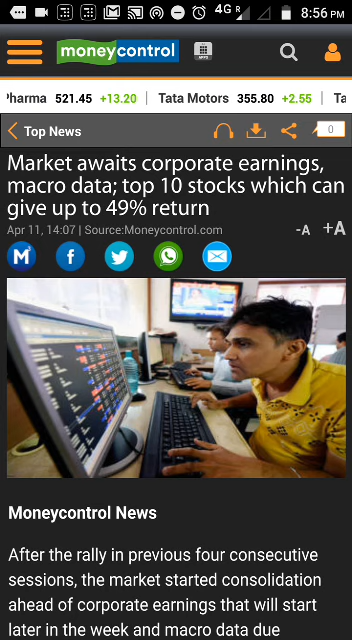 4G R 8:56 PM
moneycontrol APPS
Pharma 521.45 +13.20 | Tata Motors 355.80 +2.55 | Ta
Top News 0
Market awaits corporate earnings,
macro data; top 10 stocks which can
give up to 49% return
Apr 11, 14:07 | Source:Moneycontrol.com -A +A
M
f
Moneycontrol News
After the rally in previous four consecutive
sessions, the market started consolidation
ahead of corporate earnings that will start
later in the week and macro data due